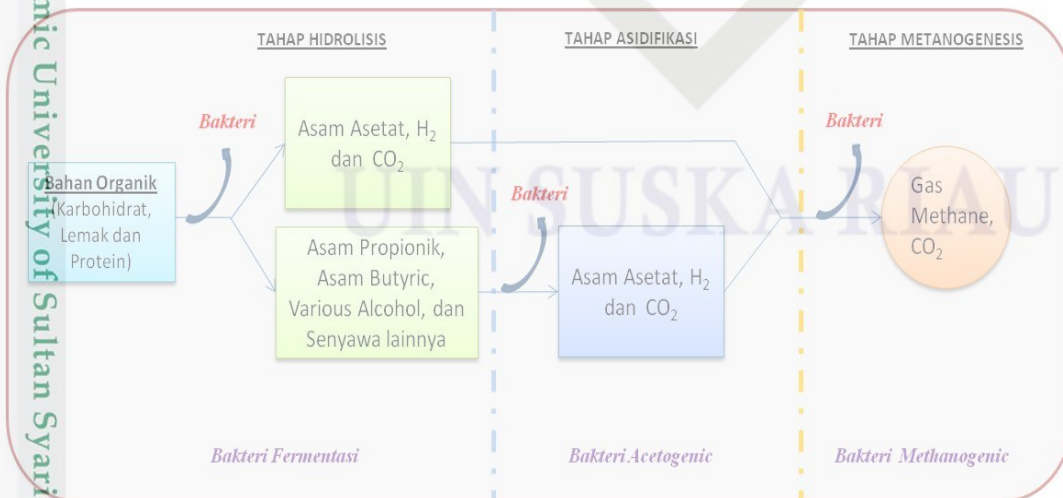 TAHAP HIDROLISIS
TAHAP ASIDIFIKASI
TAHAP METANOGENESIS
Bakteri
Asam Asetat, H₂
dan CO₂
Bahan Organik
(Karbohidrat,
Lemak dan
Protein)
Asam Propionik,
Asam Butyric,
Various Alcohol, dan
Senyawa lainnya
Bakteri
Asam Asetat, H₂
dan CO₂
Bakteri
Gas
Methane,
CO₂
Bakteri Fermentasi
Bakteri Acetogenic
Bakteri Methanogenic
UIN SUSKA RIAU
University of Sultan